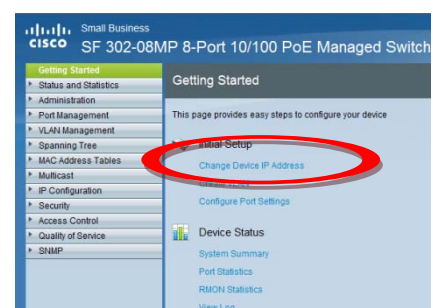 Small Business
cisco SF 302-08MP 8-Port 10/100 PoE Managed Switch
Getting Started
Status and Statistics
Administration
Port Management
VLAN Management
Spanning Tree
MAC Address Tables
Multicast
IP Configuration
Security
Access Control
Quality of Service
SNMP
Getting Started
This page provides easy steps to configure your device
Initial Setup
Change Device IP Address
Create VLAN
Configure Port Settings
Device Status
System Summary
Port Statistics
RMON Statistics
View Log